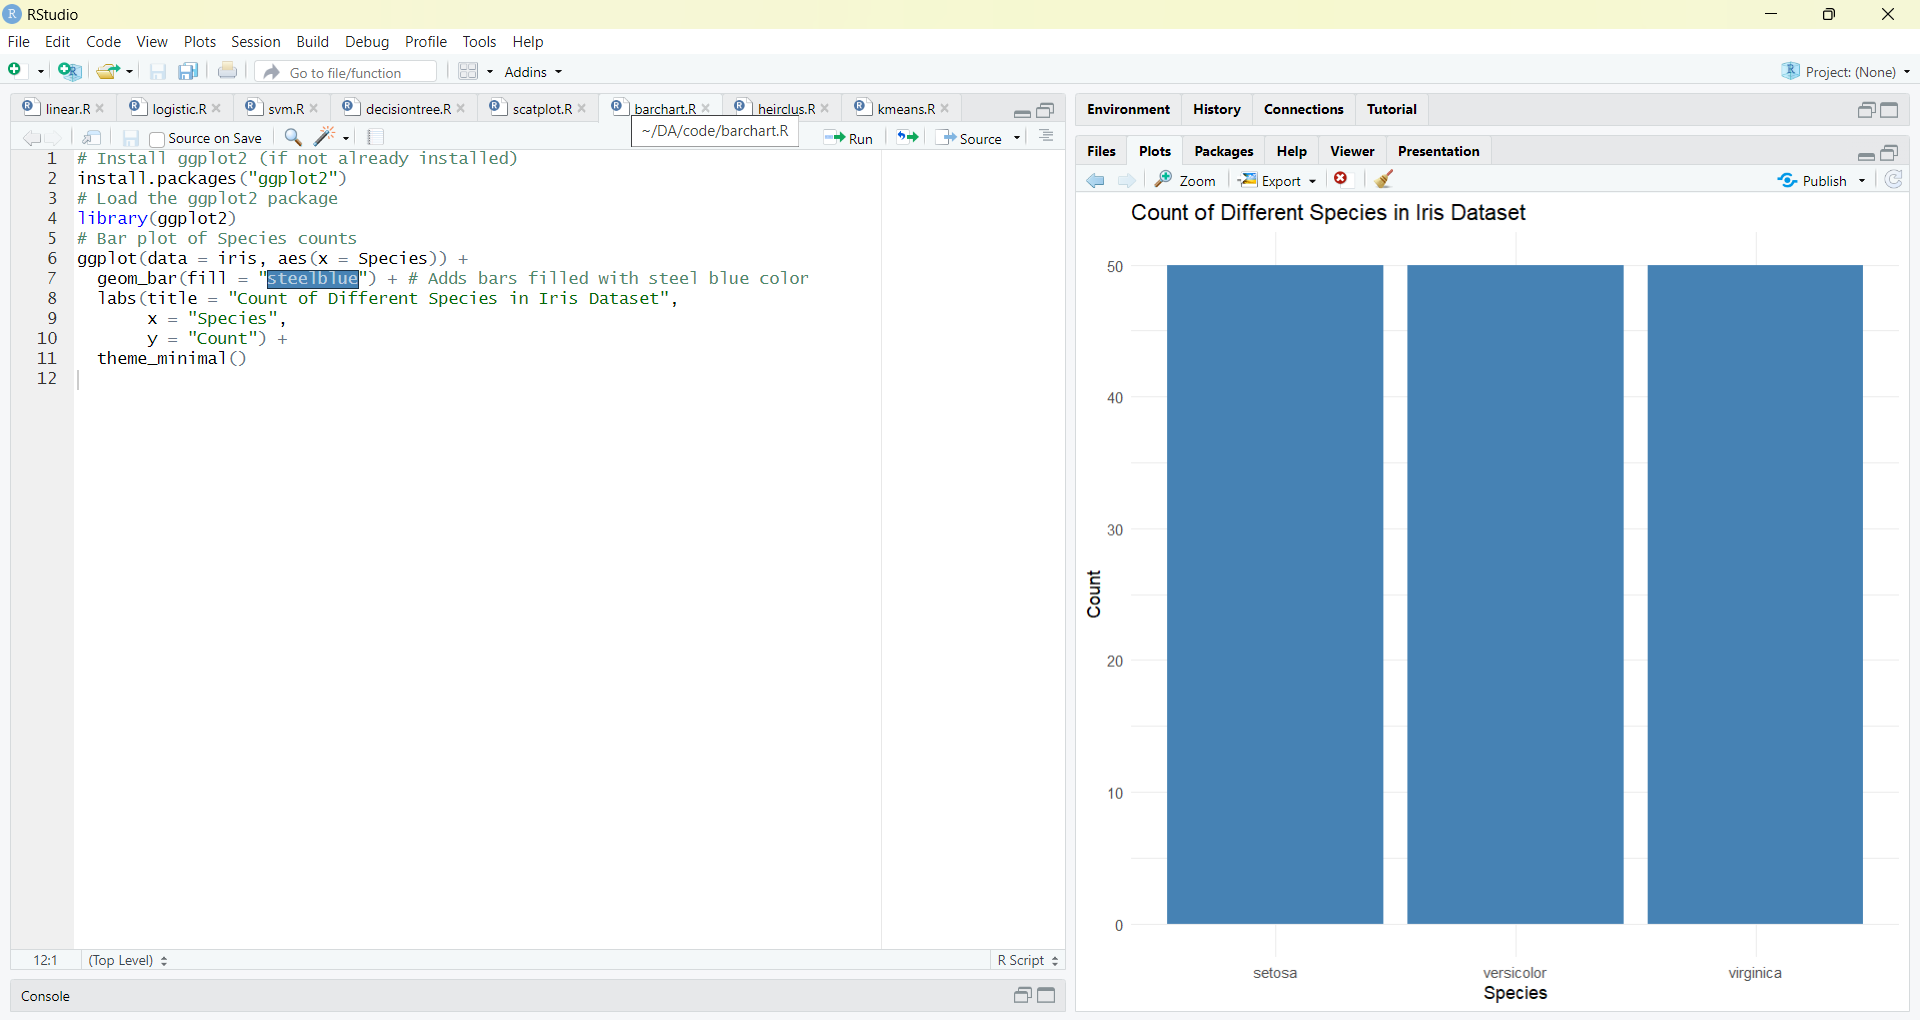 RStudio
File Edit Code View Plots Session Build Debug Profile Tools Help
Go to file/function Addins Project: (None)
linear.R logistic.R svm.R decisiontree.R scatplot.R barchart.R heirclus.R kmeans.R
Source on Save Run Source
~/DA/code/barchart.R
1 # Install ggplot2 (if not already installed)
2 install.packages("ggplot2")
3 # Load the ggplot2 package
4 library(ggplot2)
5 # Bar plot of Species counts
6 ggplot(data = iris, aes(x = Species)) +
7 geom_bar(fill = "steelblue") + # Adds bars filled with steel blue color
8 labs(title = "Count of Different Species in Iris Dataset",
9 x = "Species",
10 y = "Count") +
11 theme_minimal()
12
12:1 (Top Level) R Script
Console
Environment History Connections Tutorial
Files Plots Packages Help Viewer Presentation
Zoom Export Publish
Count of Different Species in Iris Dataset
50
40
30
20
10
0
Count
setosa versicolor virginica
Species